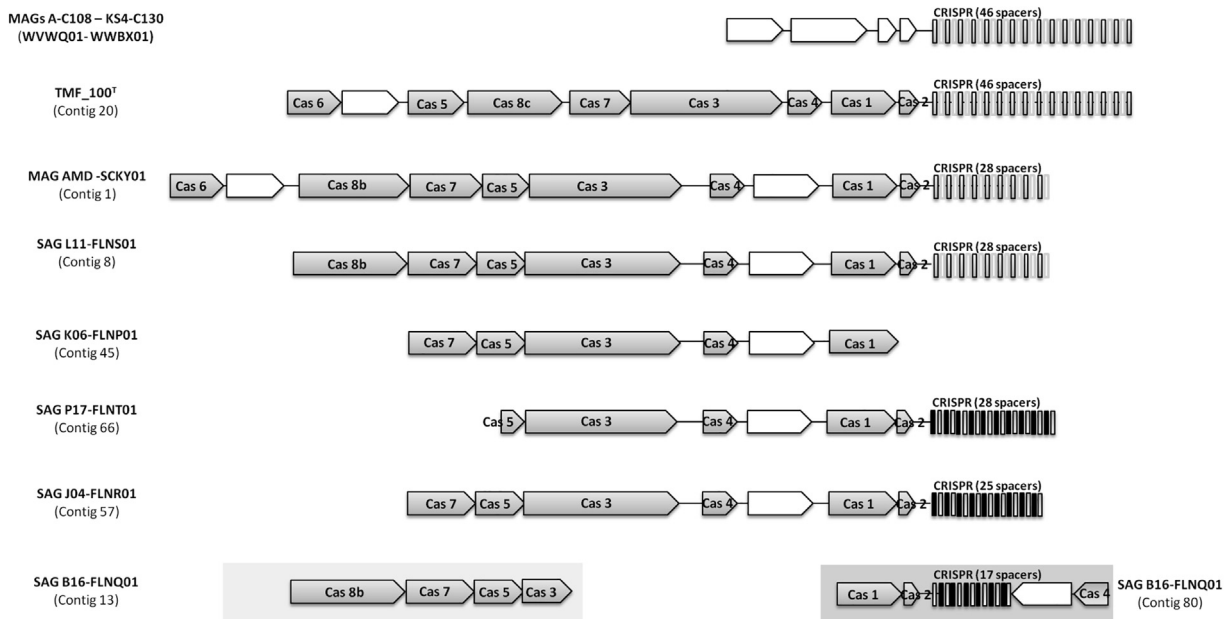 MAGs A-C108 – KS4-C130
(WVWQ01- WWBX01)
CRISPR (46 spacers)
TMF_100ᵀ
(Contig 20)
Cas 6 Cas 5 Cas 8c Cas 7 Cas 3 Cas 4 Cas 1 Cas 2 CRISPR (46 spacers)
MAG AMD -SCKY01
(Contig 1)
Cas 6 Cas 8b Cas 7 Cas 5 Cas 3 Cas 4 Cas 1 Cas 2 CRISPR (28 spacers)
SAG L11-FLNS01
(Contig 8)
Cas 8b Cas 7 Cas 5 Cas 3 Cas 4 Cas 1 Cas 2 CRISPR (28 spacers)
SAG K06-FLNP01
(Contig 45)
Cas 7 Cas 5 Cas 3 Cas 4 Cas 1
SAG P17-FLNT01
(Contig 66)
Cas 5 Cas 3 Cas 4 Cas 1 Cas 2 CRISPR (28 spacers)
SAG J04-FLNR01
(Contig 57)
Cas 7 Cas 5 Cas 3 Cas 4 Cas 1 Cas 2 CRISPR (25 spacers)
SAG B16-FLNQ01
(Contig 13)
Cas 8b Cas 7 Cas 5 Cas 3
Cas 1 Cas 2 CRISPR (17 spacers) Cas 4
SAG B16-FLNQ01
(Contig 80)